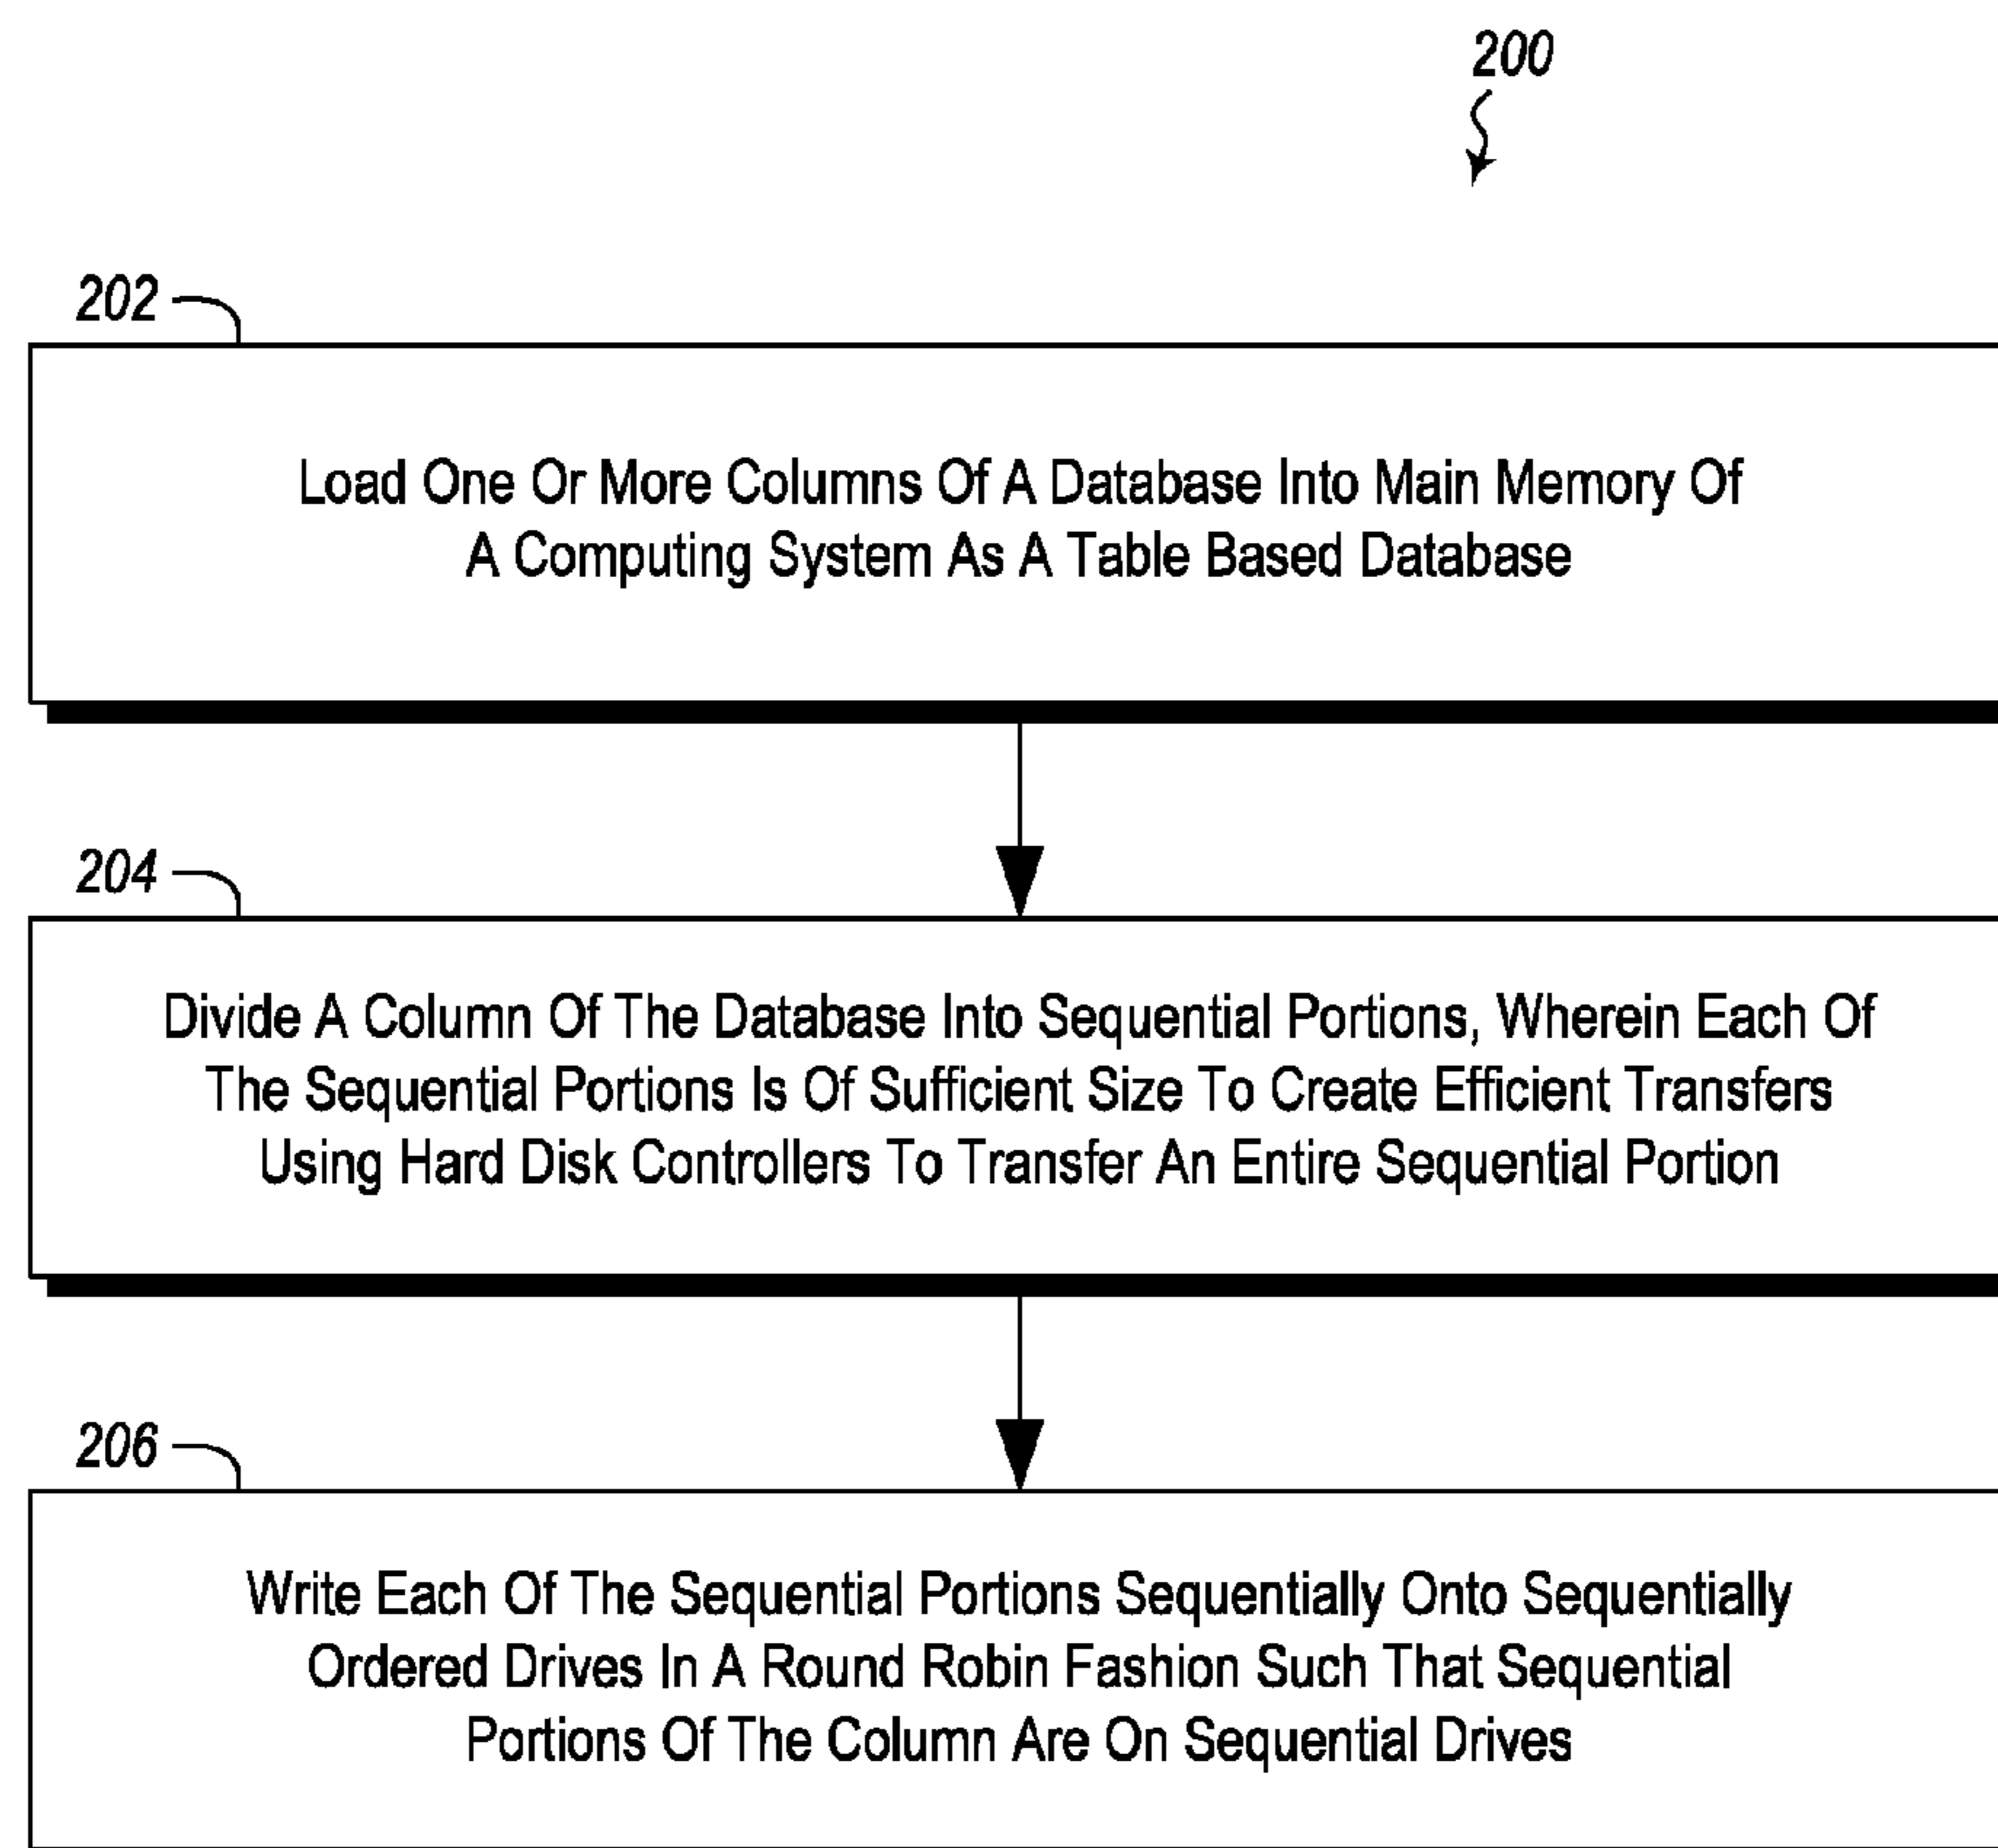 200
202
Load One Or More Columns Of A Database Into Main Memory Of
A Computing System As A Table Based Database
204
Divide A Column Of The Database Into Sequential Portions, Wherein Each Of
The Sequential Portions Is Of Sufficient Size To Create Efficient Transfers
Using Hard Disk Controllers To Transfer An Entire Sequential Portion
206
Write Each Of The Sequential Portions Sequentially Onto Sequentially
Ordered Drives In A Round Robin Fashion Such That Sequential
Portions Of The Column Are On Sequential Drives